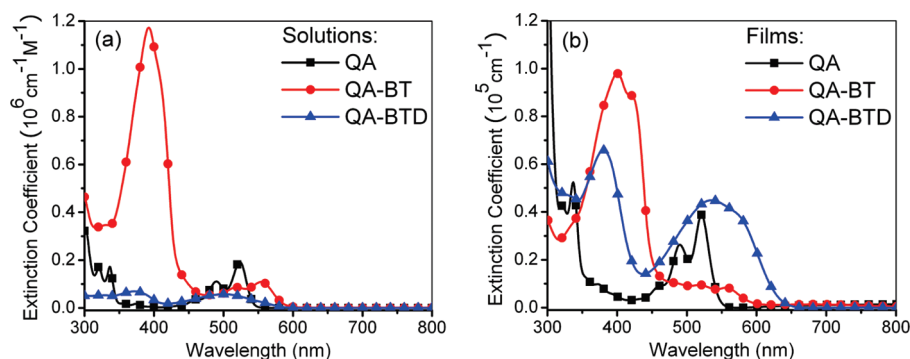 (a)
Solutions:
QA
QA-BT
QA-BTD
Extinction Coefficient (10⁶ cm⁻¹M⁻¹)
1.2
1.0
0.8
0.6
0.4
0.2
0.0
300 400 500 600 700 800
Wavelength (nm)
(b)
Films:
QA
QA-BT
QA-BTD
Extinction Coefficient (10⁵ cm⁻¹)
1.2
1.0
0.8
0.6
0.4
0.2
0.0
300 400 500 600 700 800
Wavelength (nm)